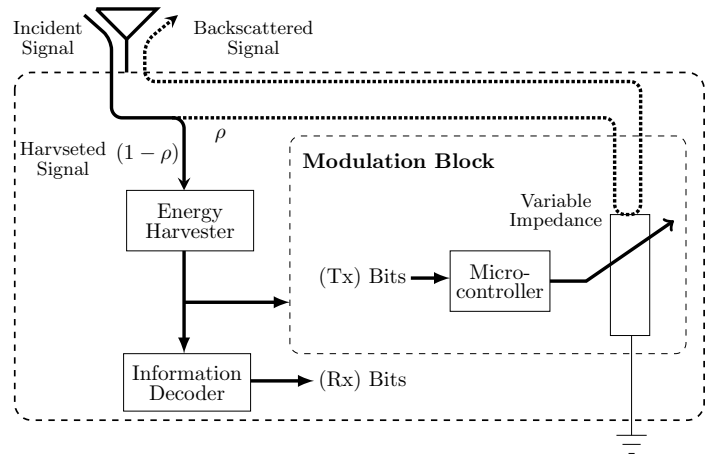 Incident
Signal
Backscattered
Signal
Harvseted
Signal
(1 − ρ)
ρ
Modulation Block
Energy
Harvester
Variable
Impedance
(Tx) Bits
Micro-
controller
Information
Decoder
(Rx) Bits